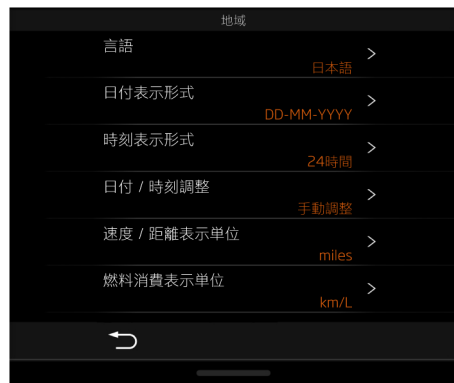 地域
言語
日本語
日付表示形式
DD-MM-YYYY
時刻表示形式
24時間
日付 / 時刻調整
手動調整
速度 / 距離表示単位
miles
燃料消費表示単位
km/L